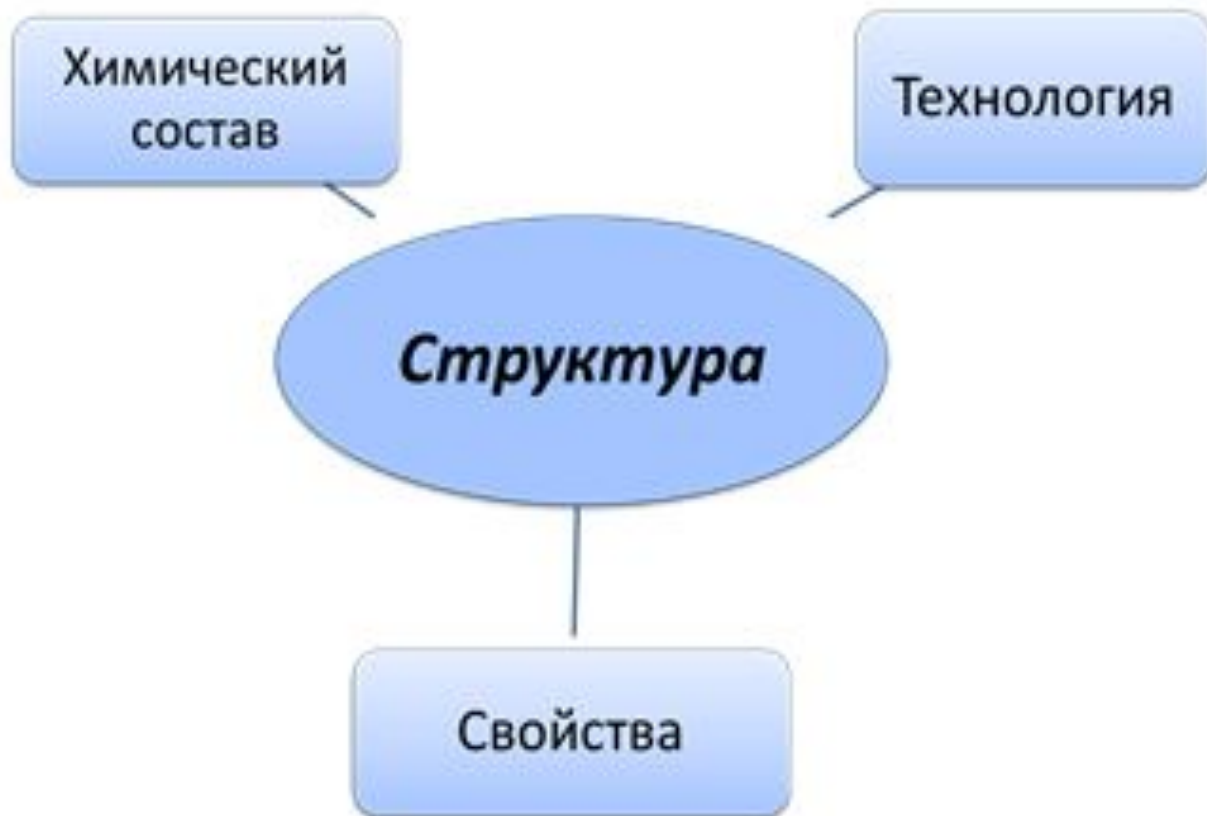 Химический
состав
Технология
Структура
Свойства